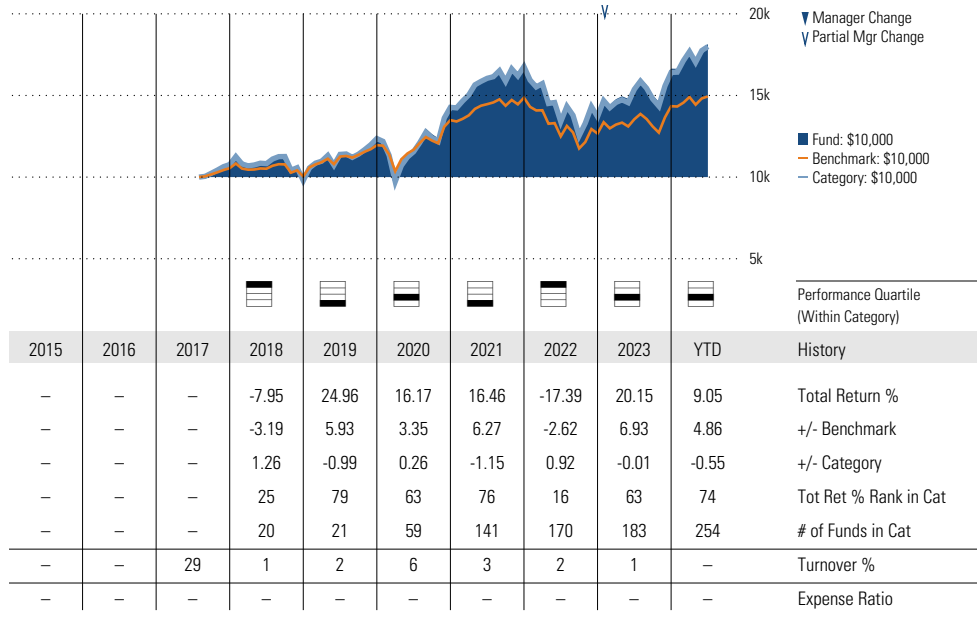 20k
Manager Change
Partial Mgr Change
15k
Fund: $10,000
Benchmark: $10,000
Category: $10,000
10k
5k
Performance Quartile
(Within Category)
2015 2016 2017 2018 2019 2020 2021 2022 2023 YTD History
– – – -7.95 24.96 16.17 16.46 -17.39 20.15 9.05 Total Return %
– – – -3.19 5.93 3.35 6.27 -2.62 6.93 4.86 +/- Benchmark
– – – 1.26 -0.99 0.26 -1.15 0.92 -0.01 -0.55 +/- Category
– – – 25 79 63 76 16 63 74 Tot Ret % Rank in Cat
– – – 20 21 59 141 170 183 254 # of Funds in Cat
– – 29 1 2 6 3 2 1 – Turnover %
– – – – – – – – – – Expense Ratio